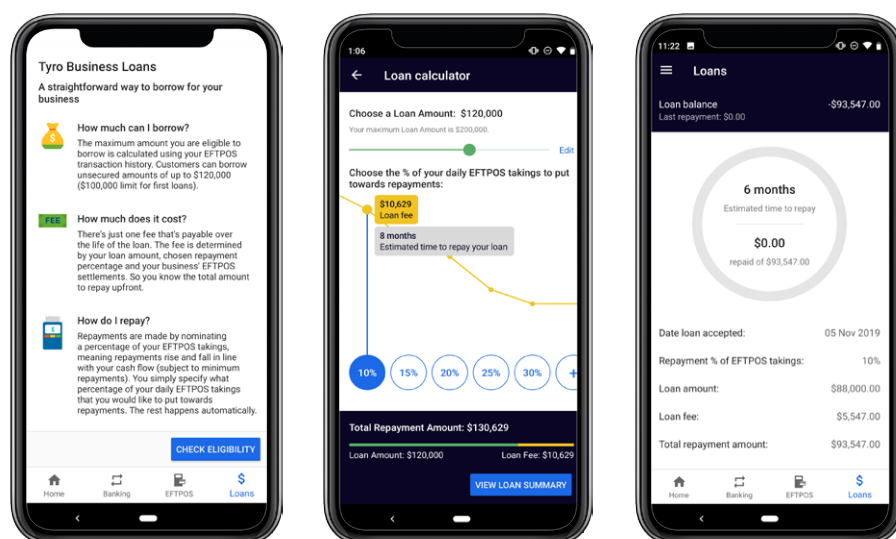 Tyro Business Loans
A straightforward way to borrow for your
business
$
How much can I borrow?
The maximum amount you are eligible to
borrow is calculated using your EFTPOS
transaction history. Customers can borrow
unsecured amounts of up to $120,000
($100,000 limit for first loans).
FEE
How much does it cost?
There's just one fee that's payable over
the life of the loan. The fee is determined
by your loan amount, chosen repayment
percentage and your business' EFTPOS
settlements. So you know the total amount
to repay upfront.
How do I repay?
Repayments are made by nominating
a percentage of your EFTPOS takings,
meaning repayments rise and fall in line
with your cash flow (subject to minimum
repayments). You simply specify what
percentage of your daily EFTPOS takings
that you would like to put towards
repayments. The rest happens automatically.
CHECK ELIGIBILITY
Home Banking EFTPOS Loans
1:06
Loan calculator
Choose a Loan Amount: $120,000
Your maximum Loan Amount is $200,000.
Edit
Choose the % of your daily EFTPOS takings to put
towards repayments:
$10,629
Loan fee
8 months
Estimated time to repay your loan
10% 15% 20% 25% 30% +
Total Repayment Amount: $130,629
Loan Amount: $120,000 Loan Fee: $10,629
VIEW LOAN SUMMARY
11:22
Loans
Loan balance -$93,547.00
Last repayment: $0.00
6 months
Estimated time to repay
$0.00
repaid of $93,547.00
Date loan accepted: 05 Nov 2019
Repayment % of EFTPOS takings: 10%
Loan amount: $88,000.00
Loan fee: $5,547.00
Total repayment amount: $93,547.00
Home Banking EFTPOS Loans